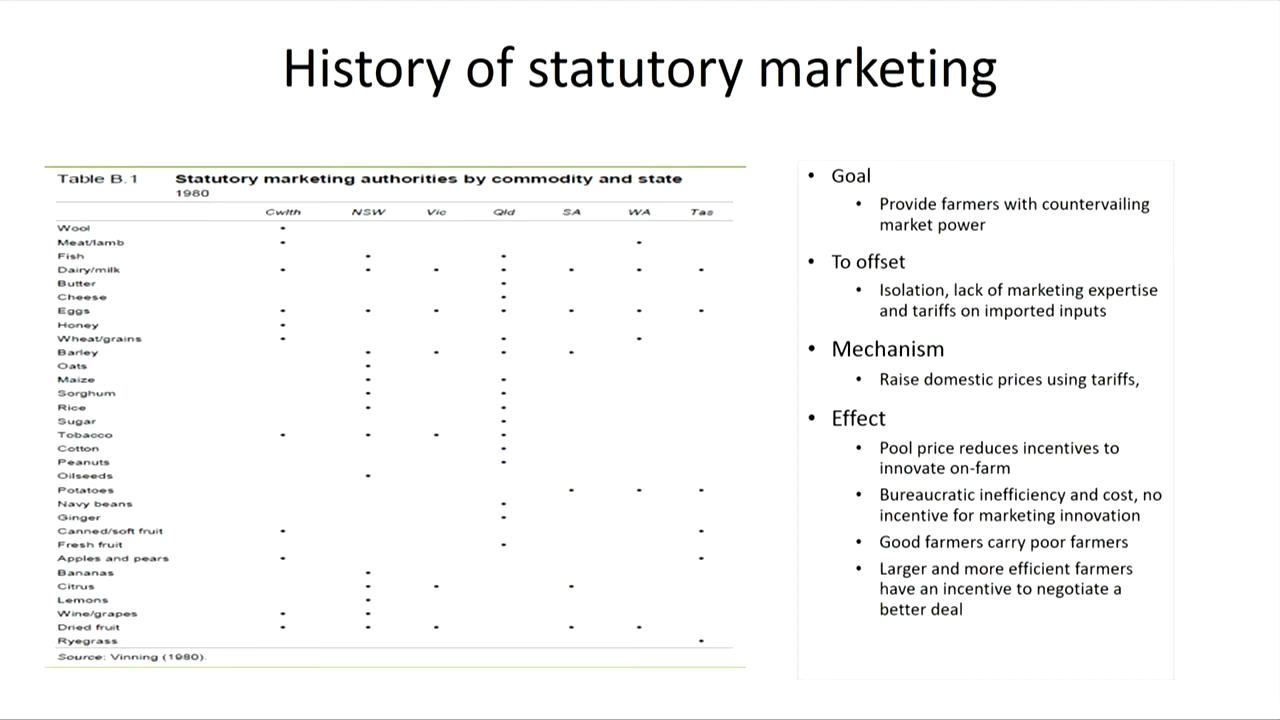 History of statutory marketing
Table B.1 Statutory marketing authorities by commodity and state
1980
Cwlth NSW Vic Qld SA WA Tas
Wool •
Meat/lamb • •
Fish • •
Dairy/milk • • • • • • •
Butter •
Cheese •
Eggs • • • • • • •
Honey •
Wheat/grains • • •
Barley • • • •
Oats •
Maize • •
Sorghum • •
Rice • •
Sugar •
Tobacco • • • •
Cotton •
Peanuts •
Oilseeds •
Potatoes • • •
Navy beans •
Ginger •
Canned/soft fruit • •
Fresh fruit •
Apples and pears • •
Bananas •
Citrus • • •
Lemons •
Wine/grapes • •
Dried fruit • • • • •
Ryegrass •
Source: Vinning (1980).
• Goal
• Provide farmers with countervailing
market power
• To offset
• Isolation, lack of marketing expertise
and tariffs on imported inputs
• Mechanism
• Raise domestic prices using tariffs,
• Effect
• Pool price reduces incentives to
innovate on-farm
• Bureaucratic inefficiency and cost, no
incentive for marketing innovation
• Good farmers carry poor farmers
• Larger and more efficient farmers
have an incentive to negotiate a
better deal